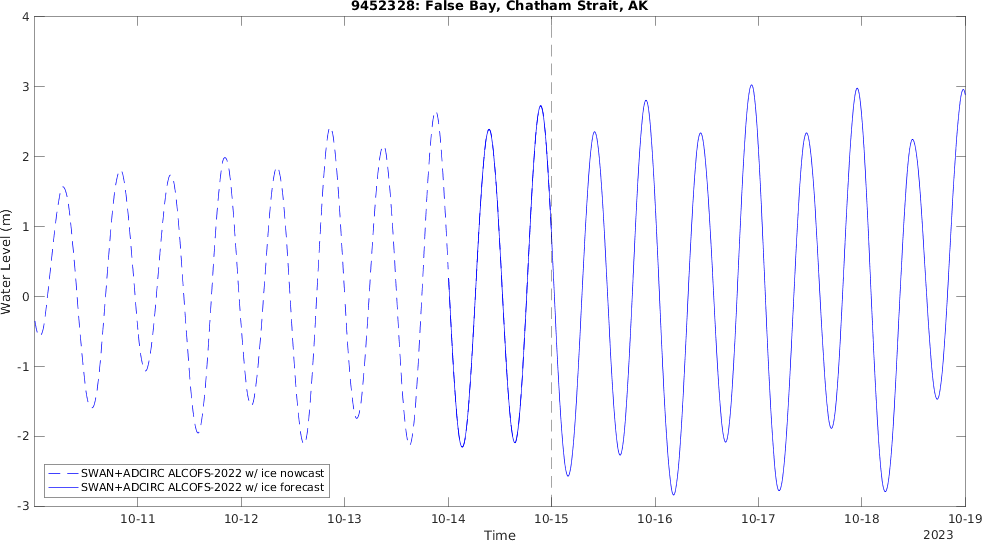 9452328: False Bay, Chatham Strait, AK
4
3
2
1
0
-1
-2
-3
Water Level (m)
SWAN+ADCIRC ALCOFS-2022 w/ ice nowcast
SWAN+ADCIRC ALCOFS-2022 w/ ice forecast
10-11 10-12 10-13 10-14 10-15 10-16 10-17 10-18 10-19
Time
2023